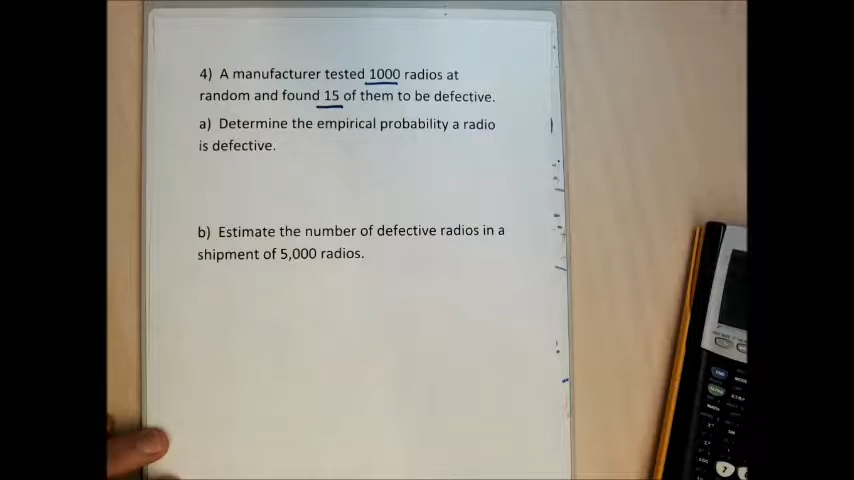 4) A manufacturer tested 1000 radios at
random and found 15 of them to be defective.
a) Determine the empirical probability a radio
is defective.
b) Estimate the number of defective radios in a
shipment of 5,000 radios.